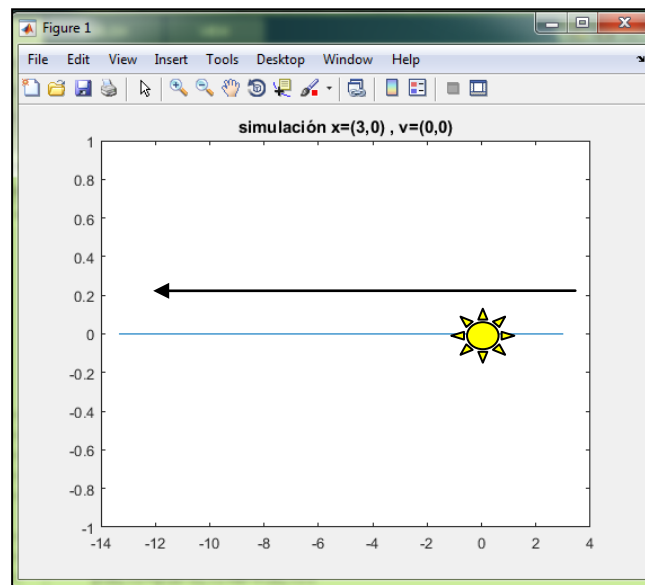 Figure 1
File Edit View Insert Tools Desktop Window Help
simulación x=(3,0) , v=(0,0)
1
0.8
0.6
0.4
0.2
0
-0.2
-0.4
-0.6
-0.8
-1
-14 -12 -10 -8 -6 -4 -2 0 2 4